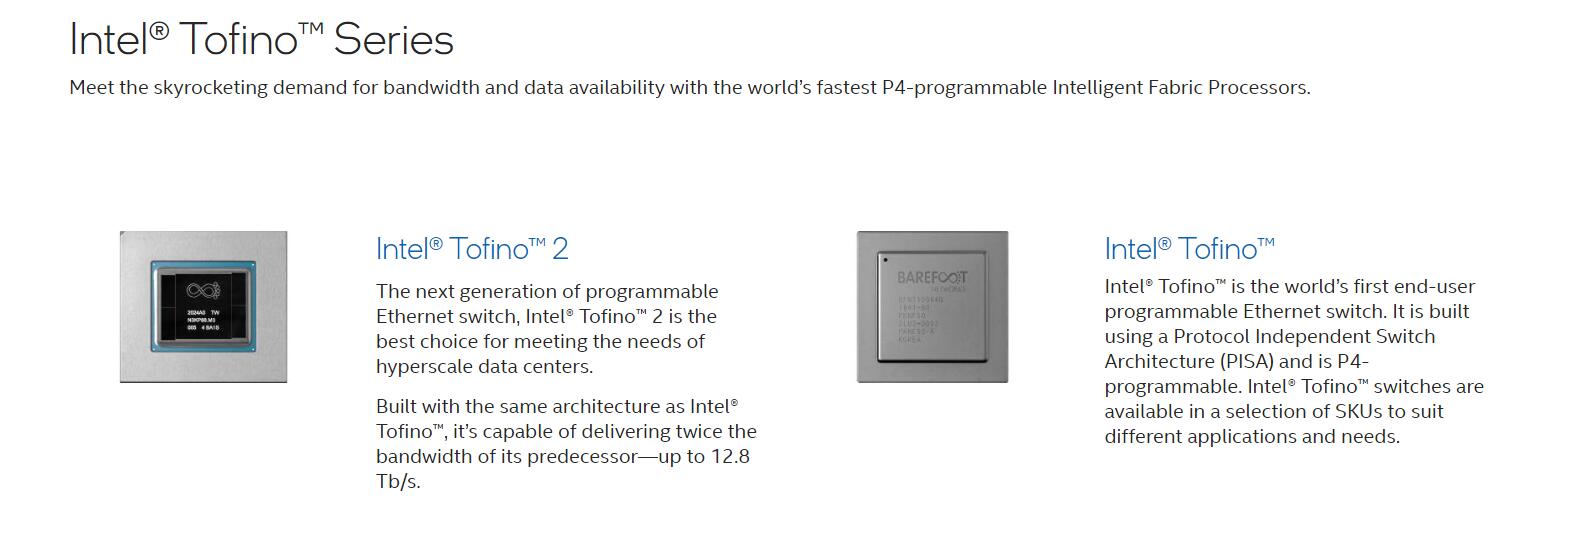 Intel® Tofino™ Series
Meet the skyrocketing demand for bandwidth and data availability with the world's fastest P4-programmable Intelligent Fabric Processors.
2024A3 TW
Intel® Tofino™ 2
The next generation of programmable
Ethernet switch, Intel® Tofino™ 2 is the
best choice for meeting the needs of
hyperscale data centers.
Built with the same architecture as Intel®
Tofino™, it's capable of delivering twice the
bandwidth of its predecessor—up to 12.8
Tb/s.
BAREFOOT
NETWORKS
KOREA
Intel® Tofino™
Intel® Tofino™ is the world's first end-user
programmable Ethernet switch. It is built
using a Protocol Independent Switch
Architecture (PISA) and is P4-
programmable. Intel® Tofino™ switches are
available in a selection of SKUs to suit
different applications and needs.